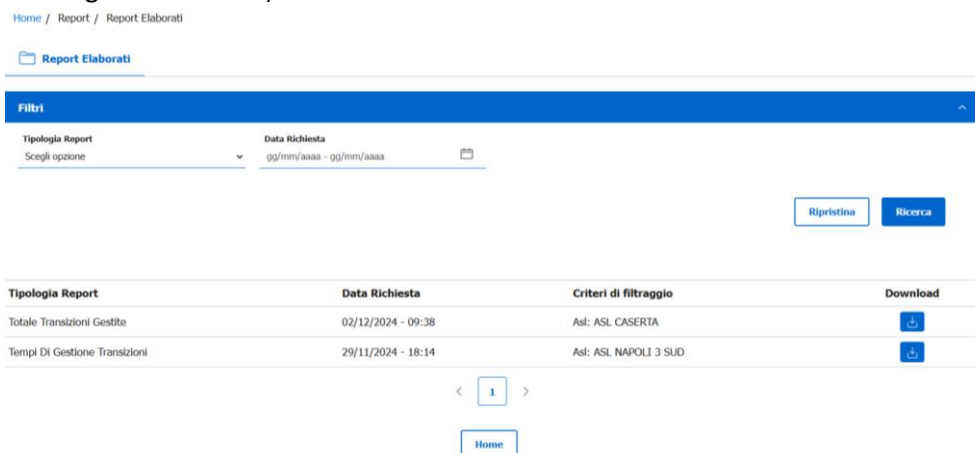 Home / Report / Report Elaborati
Report Elaborati
Filtri
Tipologia Report Data Richiesta
Scegli opzione gg/mm/aaaa - gg/mm/aaaa
Ripristina Ricerca
Tipologia Report Data Richiesta Criteri di filtraggio Download
Totale Transizioni Gestite 02/12/2024 - 09:38 Asl: ASL CASERTA
Tempi Di Gestione Transizioni 29/11/2024 - 18:14 Asl: ASL NAPOLI 3 SUD
< 1 >
Home